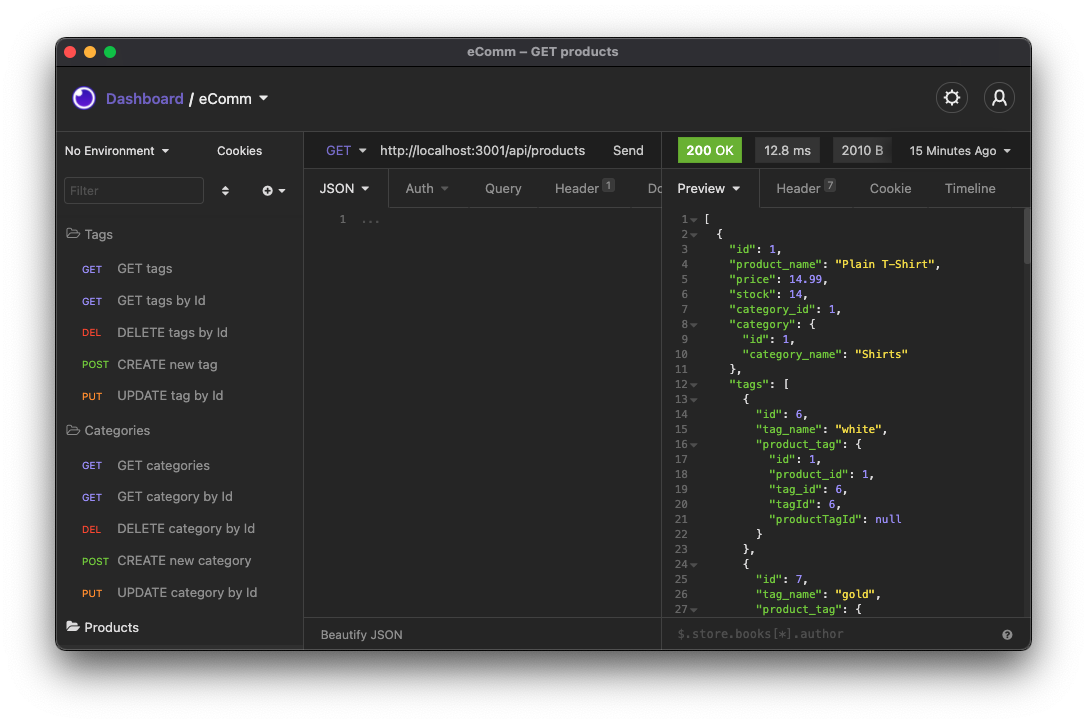 eComm – GET products
Dashboard / eComm
No Environment
Cookies
Filter
Tags
GET GET tags
GET GET tags by Id
DEL DELETE tags by Id
POST CREATE new tag
PUT UPDATE tag by Id
Categories
GET GET categories
GET GET category by Id
DEL DELETE category by Id
POST CREATE new category
PUT UPDATE category by Id
Products
GET http://localhost:3001/api/products Send
JSON Auth Query Header 1 Do
1 ...
Beautify JSON
200 OK 12.8 ms 2010 B 15 Minutes Ago
Preview Header 7 Cookie Timeline
1 [
2 {
3 "id": 1,
4 "product_name": "Plain T-Shirt",
5 "price": 14.99,
6 "stock": 14,
7 "category_id": 1,
8 "category": {
9 "id": 1,
10 "category_name": "Shirts"
11 },
12 "tags": [
13 {
14 "id": 6,
15 "tag_name": "white",
16 "product_tag": {
17 "id": 1,
18 "product_id": 1,
19 "tag_id": 6,
20 "tagId": 6,
21 "productTagId": null
22 }
23 },
24 {
25 "id": 7,
26 "tag_name": "gold",
27 "product_tag": {
$.store.books[*].author